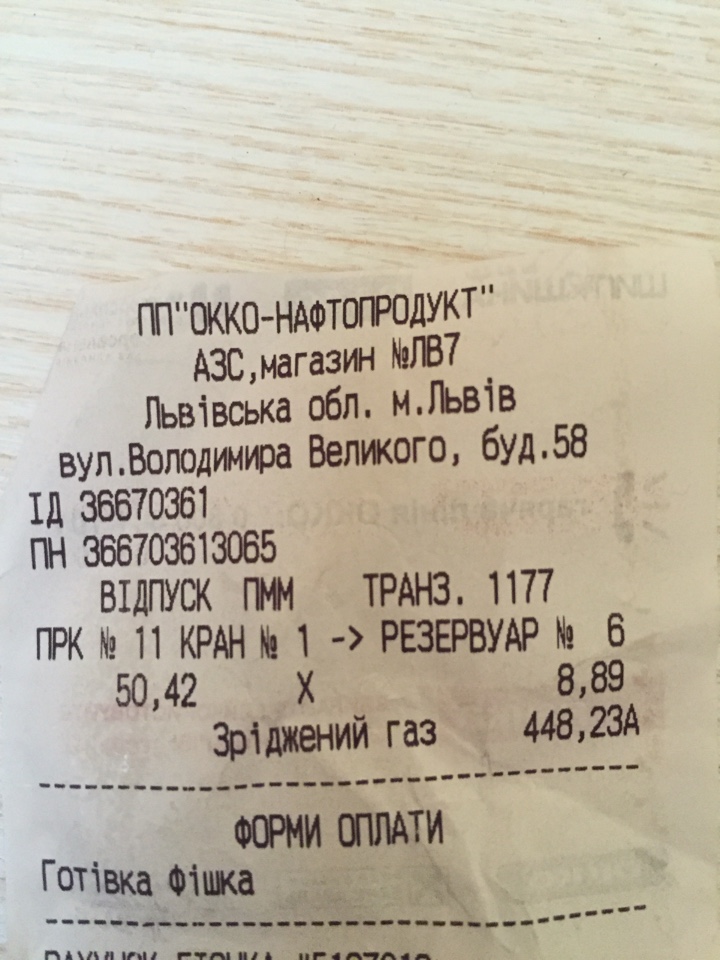 ПП"ОККО-НАФТОПРОДУКТ"
АЗС,магазин №ЛВ7
Львівська обл. м.Львів
вул.Володимира Великого, буд.58
ІД 36670361
ПН 366703613065
ВІДПУСК ПММ ТРАНЗ. 1177
ПРК № 11 КРАН № 1 -> РЕЗЕРВУАР № 6
50,42 X 8,89
Зріджений газ 448,23А
ФОРМИ ОПЛАТИ
Готівка Фішка